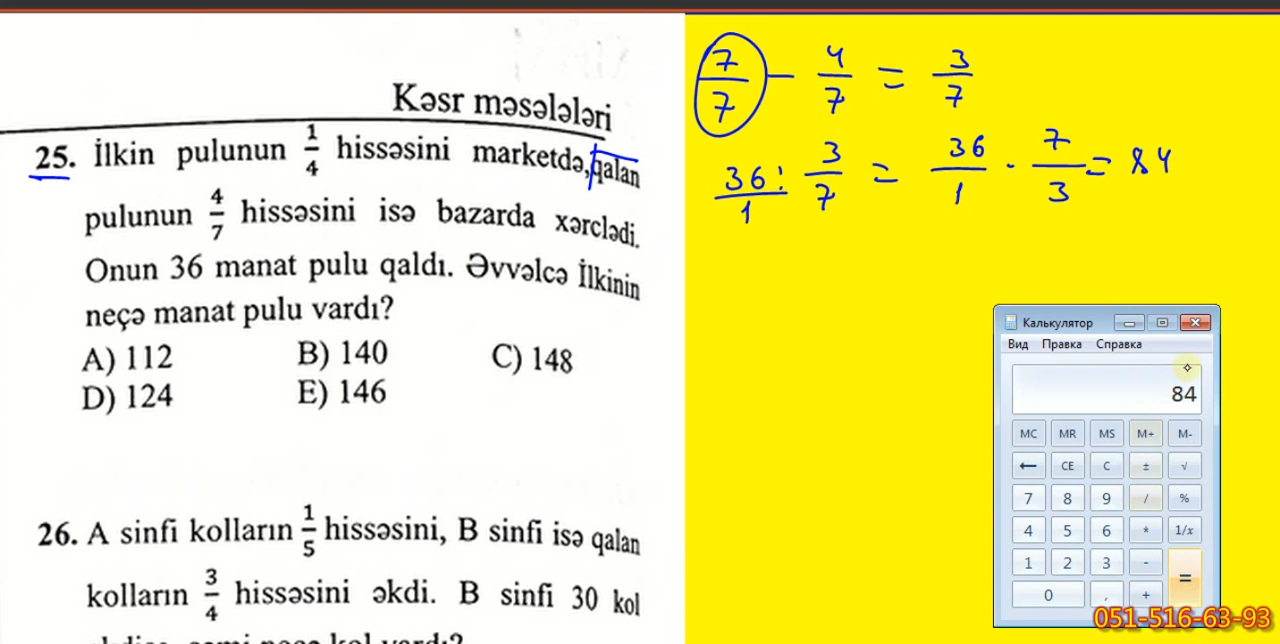 Kəsr məsələləri
25. İlkin pulunun 1/4 hissəsini marketdə, qalan
pulunun 4/7 hissəsini isə bazarda xərclədi.
Onun 36 manat pulu qaldı. Əvvəlcə İlkinin
neçə manat pulu vardı?
A) 112 B) 140 C) 148
D) 124 E) 146
26. A sinfi kolların 1/5 hissəsini, B sinfi isə qalan
kolların 3/4 hissəsini əkdi. B sinfi 30 kol
7/7 - 4/7 = 3/7
36/1 : 3/7 = 36/1 · 7/3 = 84
Калькулятор
Вид Правка Справка
84
MC MR MS M+ M-
← CE C ± √
7 8 9 / %
4 5 6 * 1/x
1 2 3 - =
0 , +
051-516-63-93